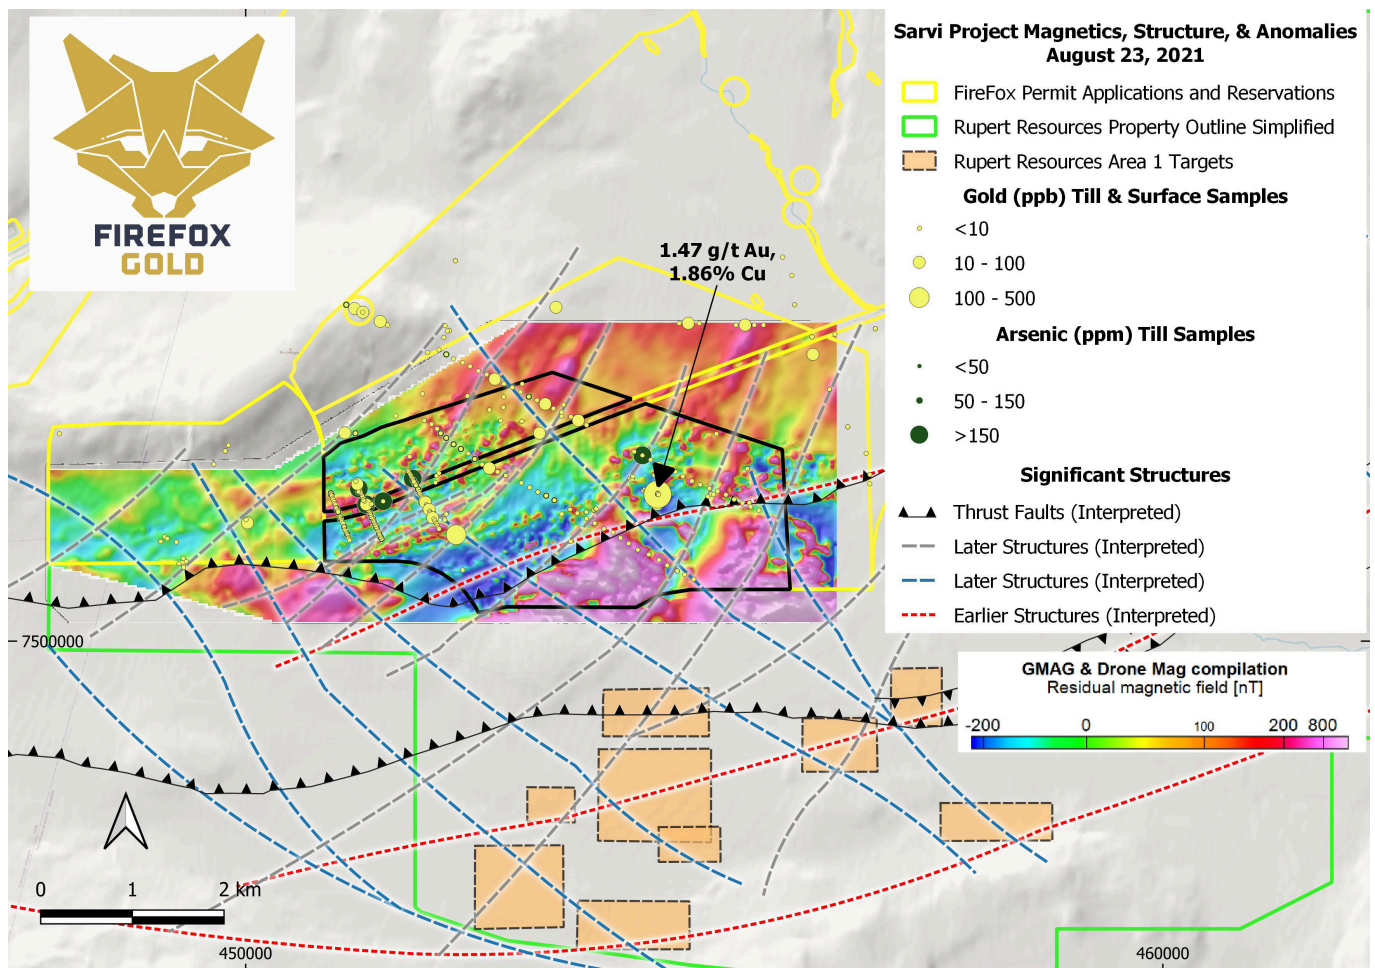 FIREFOX
GOLD
Sarvi Project Magnetics, Structure, & Anomalies
August 23, 2021
FireFox Permit Applications and Reservations
Rupert Resources Property Outline Simplified
Rupert Resources Area 1 Targets
Gold (ppb) Till & Surface Samples
<10
10 - 100
100 - 500
Arsenic (ppm) Till Samples
<50
50 - 150
>150
Significant Structures
Thrust Faults (Interpreted)
Later Structures (Interpreted)
Later Structures (Interpreted)
Earlier Structures (Interpreted)
1.47 g/t Au,
1.86% Cu
7500000
GMAG & Drone Mag compilation
Residual magnetic field [nT]
-200 0 100 200 800
0 1 2 km
450000
460000